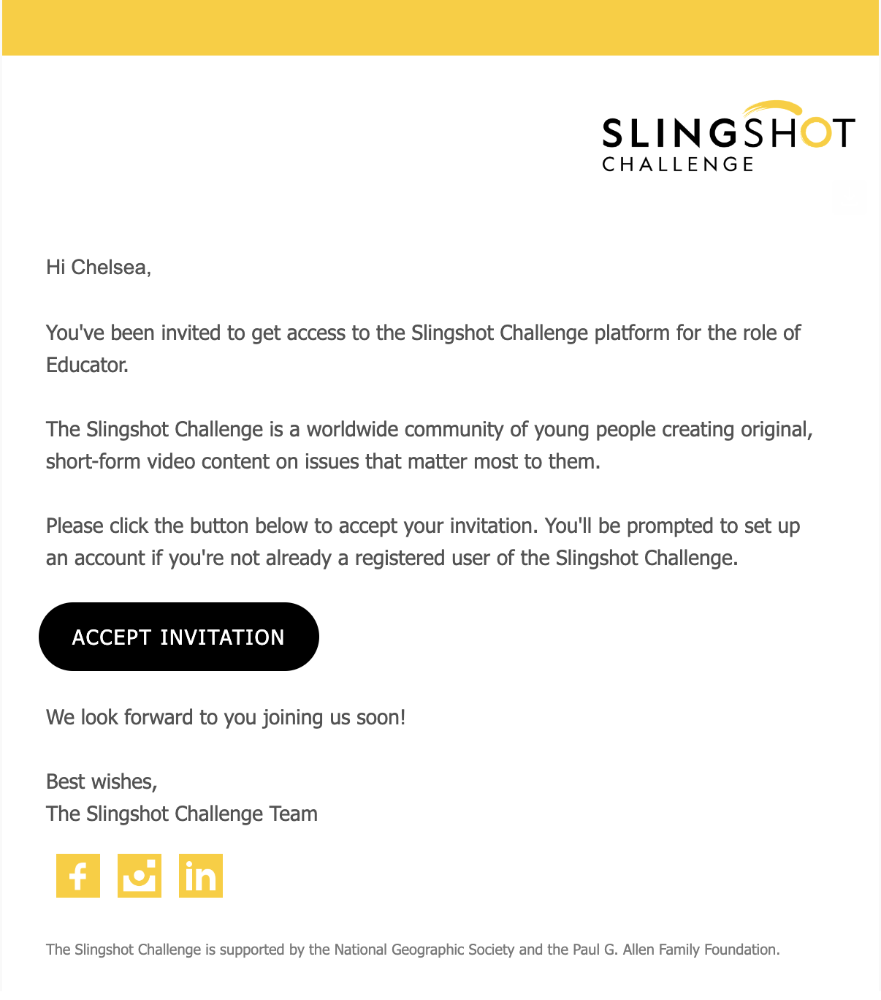 SLINGSHOT
CHALLENGE
Hi Chelsea,
You've been invited to get access to the Slingshot Challenge platform for the role of
Educator.
The Slingshot Challenge is a worldwide community of young people creating original,
short-form video content on issues that matter most to them.
Please click the button below to accept your invitation. You'll be prompted to set up
an account if you're not already a registered user of the Slingshot Challenge.
ACCEPT INVITATION
We look forward to you joining us soon!
Best wishes,
The Slingshot Challenge Team
f in
The Slingshot Challenge is supported by the National Geographic Society and the Paul G. Allen Family Foundation.